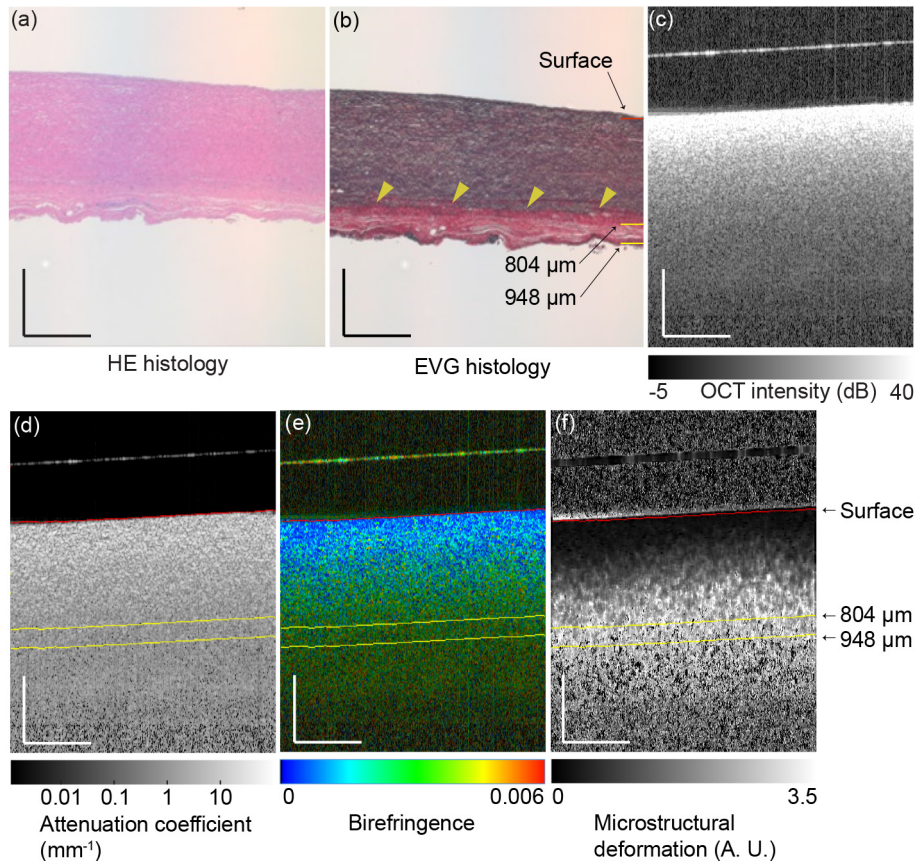 (a)
(b)
(c)
Surface
804 µm
948 µm
HE histology
EVG histology
-5 OCT intensity (dB) 40
(d)
(e)
(f)
← Surface
← 804 µm
← 948 µm
0.01 0.1 1 10
0 0.006
0 3.5
Attenuation coefficient
(mm-1)
Birefringence
Microstructural
deformation (A. U.)